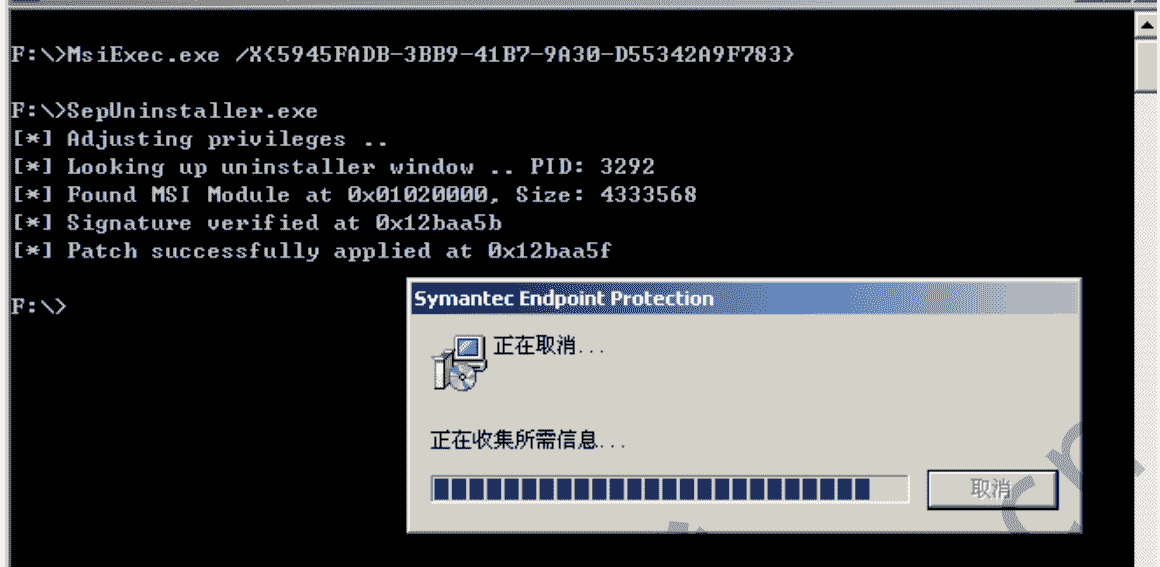 F:\>MsiExec.exe /X{5945FADB-3BB9-41B7-9A30-D55342A9F783}
F:\>SepUninstaller.exe
[*] Adjusting privileges ..
[*] Looking up uninstaller window .. PID: 3292
[*] Found MSI Module at 0x01020000, Size: 4333568
[*] Signature verified at 0x12baa5b
[*] Patch successfully applied at 0x12baa5f
F:\>
Symantec Endpoint Protection
正在取消...
正在收集所需信息...
取消